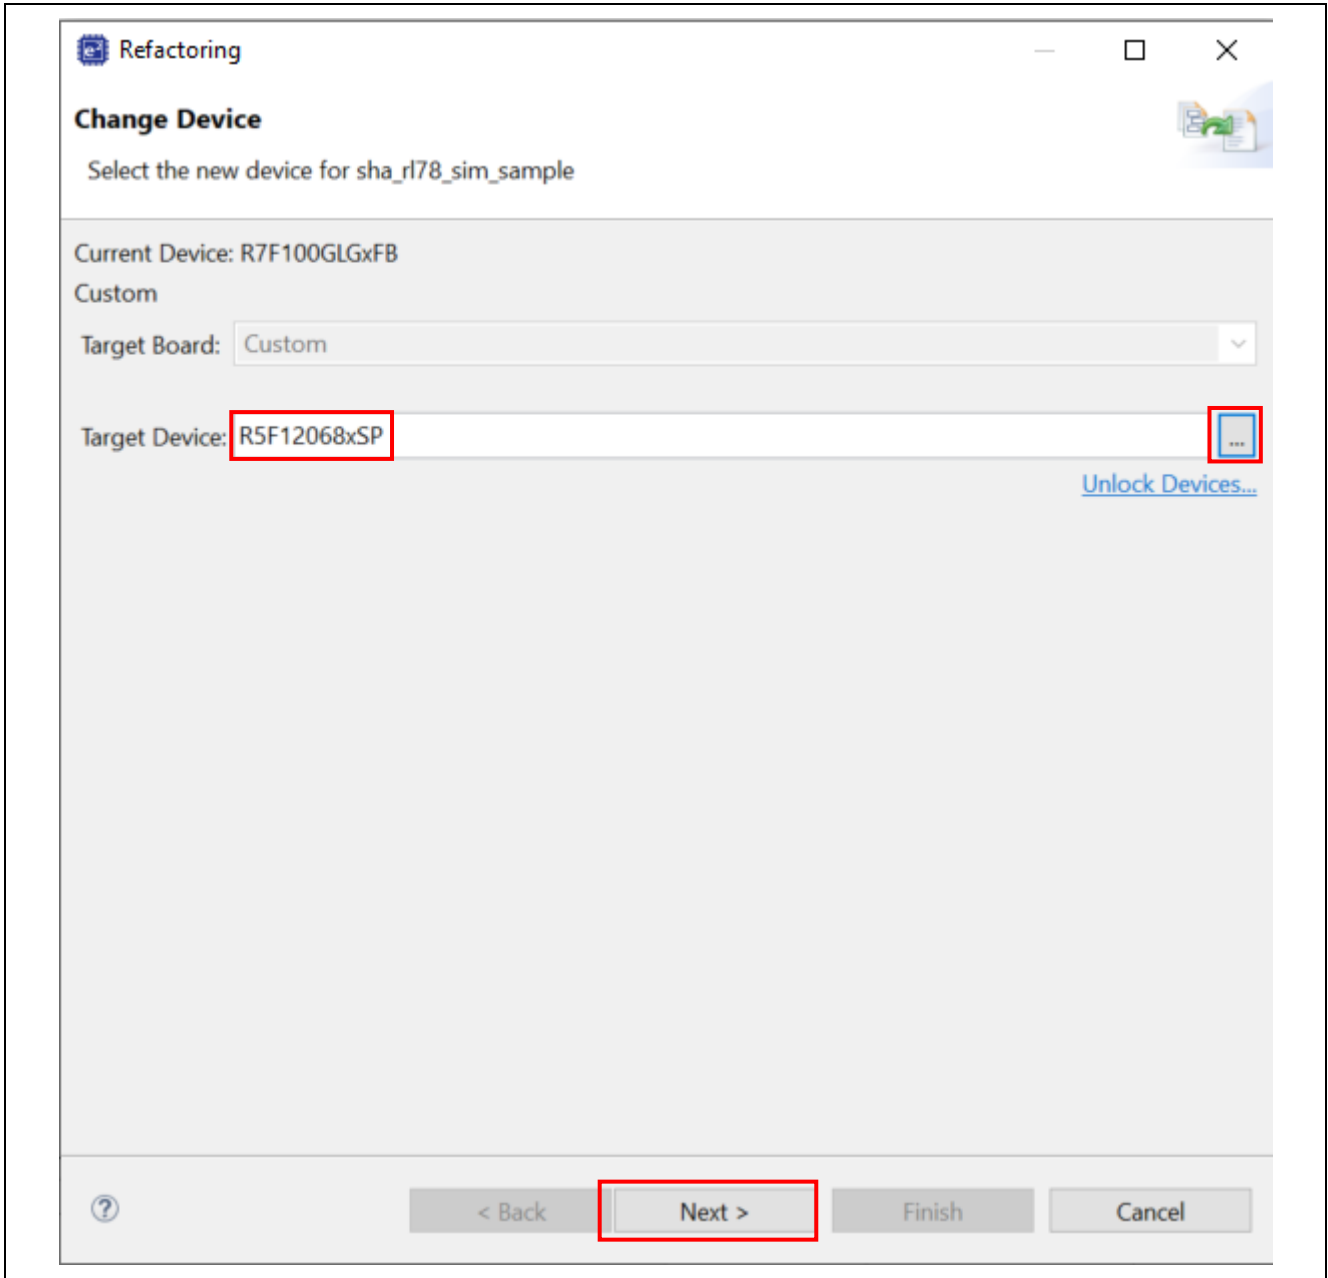 Refactoring
Change Device
Select the new device for sha_rl78_sim_sample
Current Device: R7F100GLGxFB
Custom
Target Board: Custom
Target Device: R5F12068xSP ...
Unlock Devices...
? < Back Next > Finish Cancel